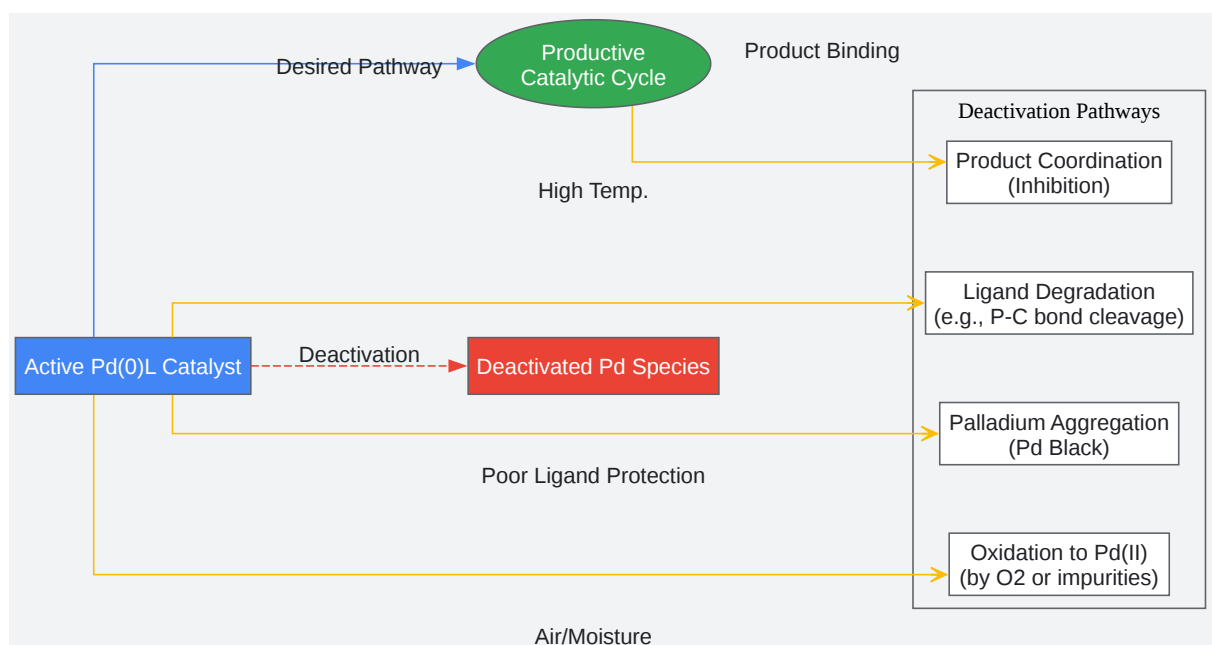 Productive
Catalytic Cycle
Product Binding
Desired Pathway
Deactivation Pathways
Product Coordination
(Inhibition)
High Temp.
Ligand Degradation
(e.g., P-C bond cleavage)
Active Pd(0)L Catalyst
Deactivation
Deactivated Pd Species
Palladium Aggregation
(Pd Black)
Poor Ligand Protection
Oxidation to Pd(II)
(by O2 or impurities)
Air/Moisture